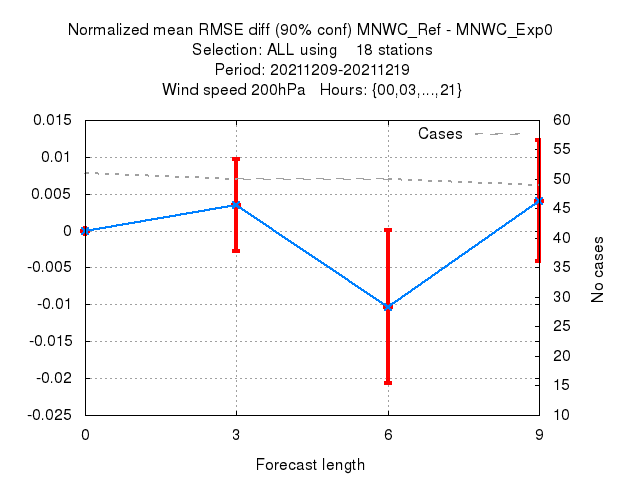 Normalized mean RMSE diff (90% conf) MNWC_Ref - MNWC_Exp0
Selection: ALL using 18 stations
Period: 20211209-20211219
Wind speed 200hPa Hours: {00,03,...,21}
Cases
0.015
0.01
0.005
0
-0.005
-0.01
-0.015
-0.02
-0.025
60
55
50
45
40
35
30
25
20
15
10
No cases
0 3 6 9
Forecast length